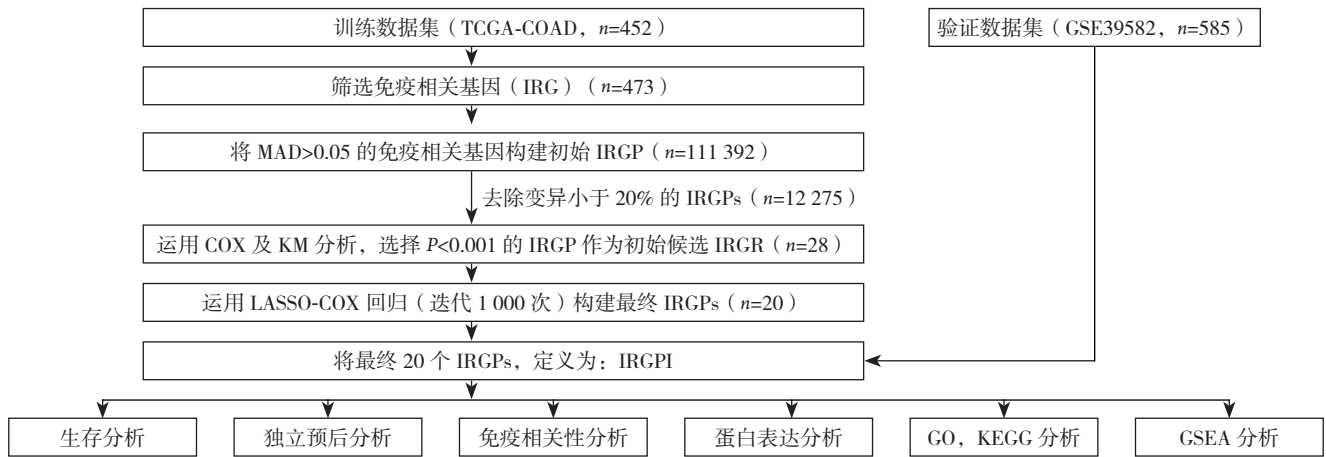 训练数据集（TCGA-COAD，n=452）
验证数据集（GSE39582，n=585）
筛选免疫相关基因（IRG）（n=473）
将 MAD>0.05 的免疫相关基因构建初始 IRGP（n=111 392）
去除变异小于 20% 的 IRGPs（n=12 275）
运用 COX 及 KM 分析，选择 P<0.001 的 IRGP 作为初始候选 IRGR（n=28）
运用 LASSO-COX 回归（迭代 1 000 次）构建最终 IRGPs（n=20）
将最终 20 个 IRGPs，定义为：IRGPI
生存分析
独立预后分析
免疫相关性分析
蛋白表达分析
GO，KEGG 分析
GSEA 分析